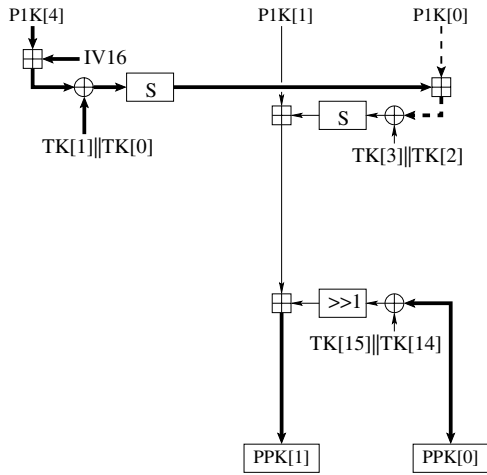 P1K[4] P1K[1] P1K[0]
IV16
S
S
TK[1]||TK[0]
TK[3]||TK[2]
>>1
TK[15]||TK[14]
PPK[1] PPK[0]